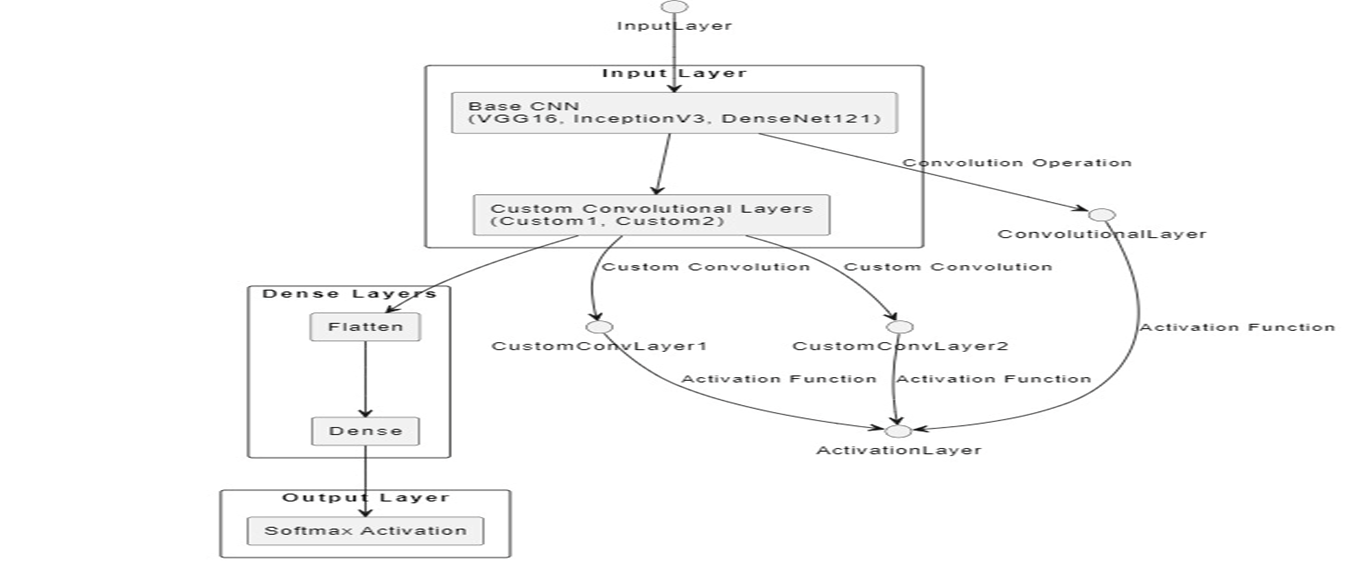 InputLayer
Input Layer
Base CNN
(VGG16, InceptionV3, DenseNet121)
Convolution Operation
Custom Convolutional Layers
(Custom1, Custom2)
ConvolutionalLayer
Custom Convolution
Custom Convolution
Dense Layers
Flatten
CustomConvLayer1
CustomConvLayer2
Activation Function
Activation Function
Activation Function
Dense
ActivationLayer
Output Layer
Softmax Activation